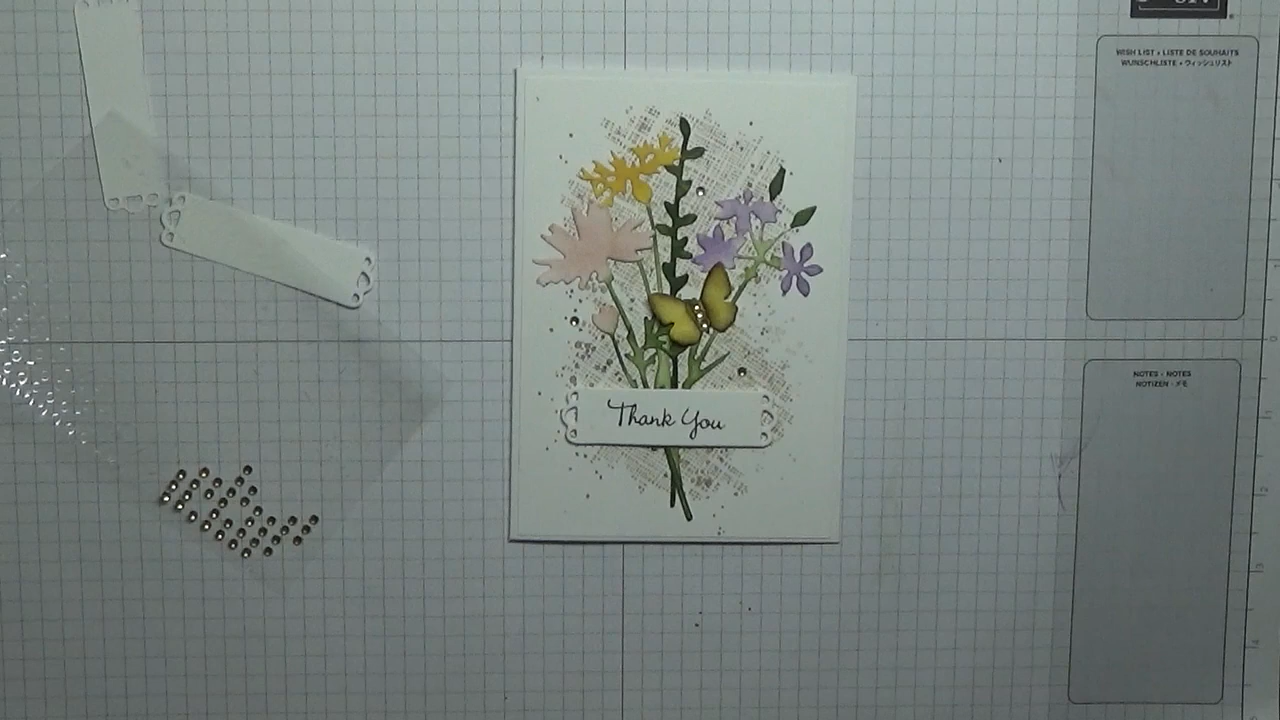 WISH LIST • LISTE DE SOUHAITS
WUNSCHLISTE • ウィッシュリスト
NOTES • NOTES
NOTIZEN • メモ
Thank You